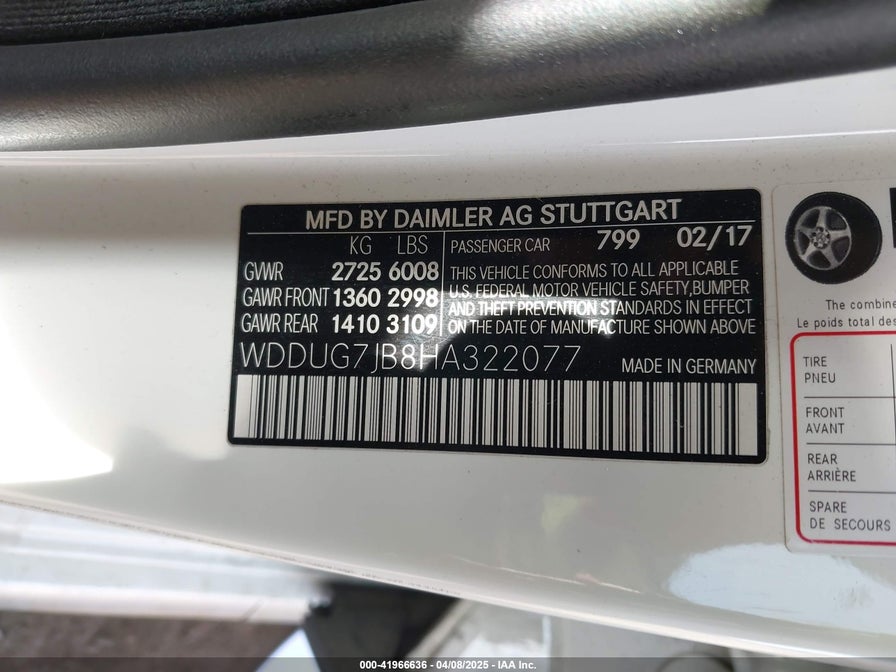 MFD BY DAIMLER AG STUTTGART
KG LBS
GVWR 2725 6008
GAWR FRONT 1360 2998
GAWR REAR 1410 3109
PASSENGER CAR 799 02/17
THIS VEHICLE CONFORMS TO ALL APPLICABLE
U.S. FEDERAL MOTOR VEHICLE SAFETY,BUMPER
AND THEFT PREVENTION STANDARDS IN EFFECT
ON THE DATE OF MANUFACTURE SHOWN ABOVE
WDDUG7JB8HA322077
MADE IN GERMANY
The combine
Le poids total des
TIRE
PNEU
FRONT
AVANT
REAR
ARRIÈRE
SPARE
DE SECOURS
000-41966636 - 04/08/2025 - IAA Inc.